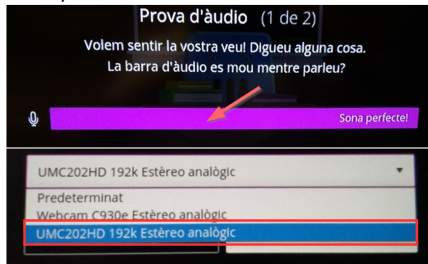 Prova d'àudio (1 de 2)
Volem sentir la vostra veu! Digueu alguna cosa.
La barra d'àudio es mou mentre parleu?
Sona perfecte!
UMC202HD 192k Estèreo analògic
Predeterminat
Webcam C930e Estèreo analògic
UMC202HD 192k Estèreo analògic